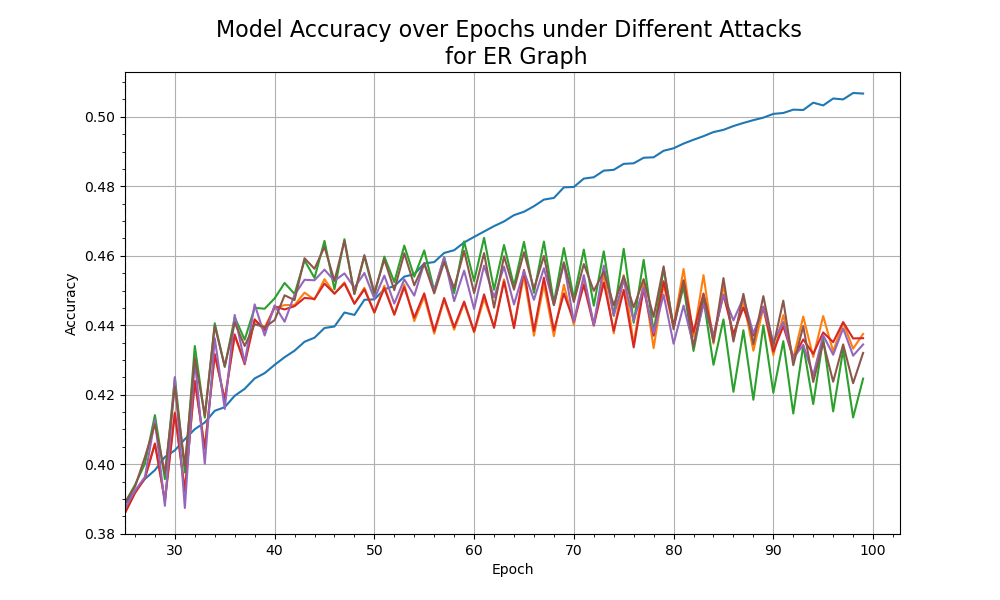 Model Accuracy over Epochs under Different Attacks
for ER Graph
Accuracy
0.50
0.48
0.46
0.44
0.42
0.40
0.38
30 40 50 60 70 80 90 100
Epoch